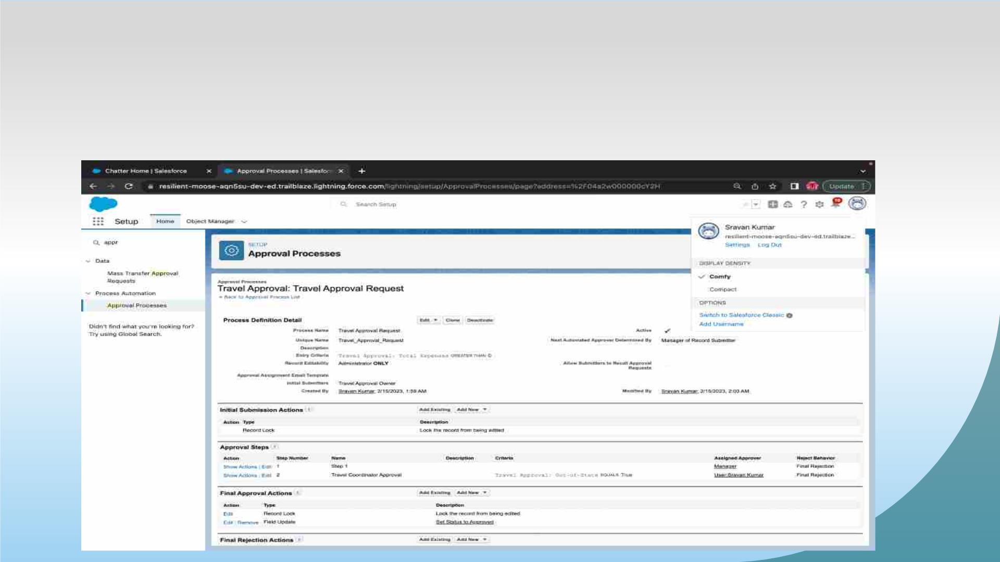 Chatter Home | Salesforce
Approval Processes | Salesfor
resilient-moose-aqn5su-dev-ed.trailblaze.lightning.force.com/lightning/setup/ApprovalProcesses/page?address=%2F04a2w000000cY2H
Update
Search Setup
Setup Home Object Manager
appr
Data
Mass Transfer Approval
Requests
Process Automation
Approval Processes
Didn't find what you're looking for?
Try using Global Search.
SETUP
Approval Processes
Sravan Kumar
resilient-moose-aqn5su-dev-ed.trailblaze...
Settings Log Out
DISPLAY DENSITY
Comfy
Compact
OPTIONS
Switch to Salesforce Classic
Add Username
Approval Processes
Travel Approval: Travel Approval Request
« Back to Approval Process List
Process Definition Detail Edit Clone Deactivate
Process Name Travel Approval Request Active
Unique Name Travel_Approval_Request Next Automated Approver Determined By Manager of Record Submitter
Description
Entry Criteria Travel Approval: Total Expenses GREATER THAN 0
Record Editability Administrator ONLY Allow Submitters to Recall Approval Requests
Approval Assignment Email Template
Initial Submitters Travel Approval Owner
Created By Sravan Kumar, 2/15/2023, 1:59 AM Modified By Sravan Kumar, 2/15/2023, 2:03 AM
Initial Submission Actions Add Existing Add New
Action Type Description
Record Lock Lock the record from being edited
Approval Steps
Action Step Number Name Description Criteria Assigned Approver Reject Behavior
Show Actions | Edit 1 Step 1 Manager Final Rejection
Show Actions | Edit 2 Travel Coordinator Approval Travel Approval: Out-of-State EQUALS True User:Sravan Kumar Final Rejection
Final Approval Actions Add Existing Add New
Action Type Description
Edit Record Lock Lock the record from being edited
Edit | Remove Field Update Set Status to Approved
Final Rejection Actions Add Existing Add New